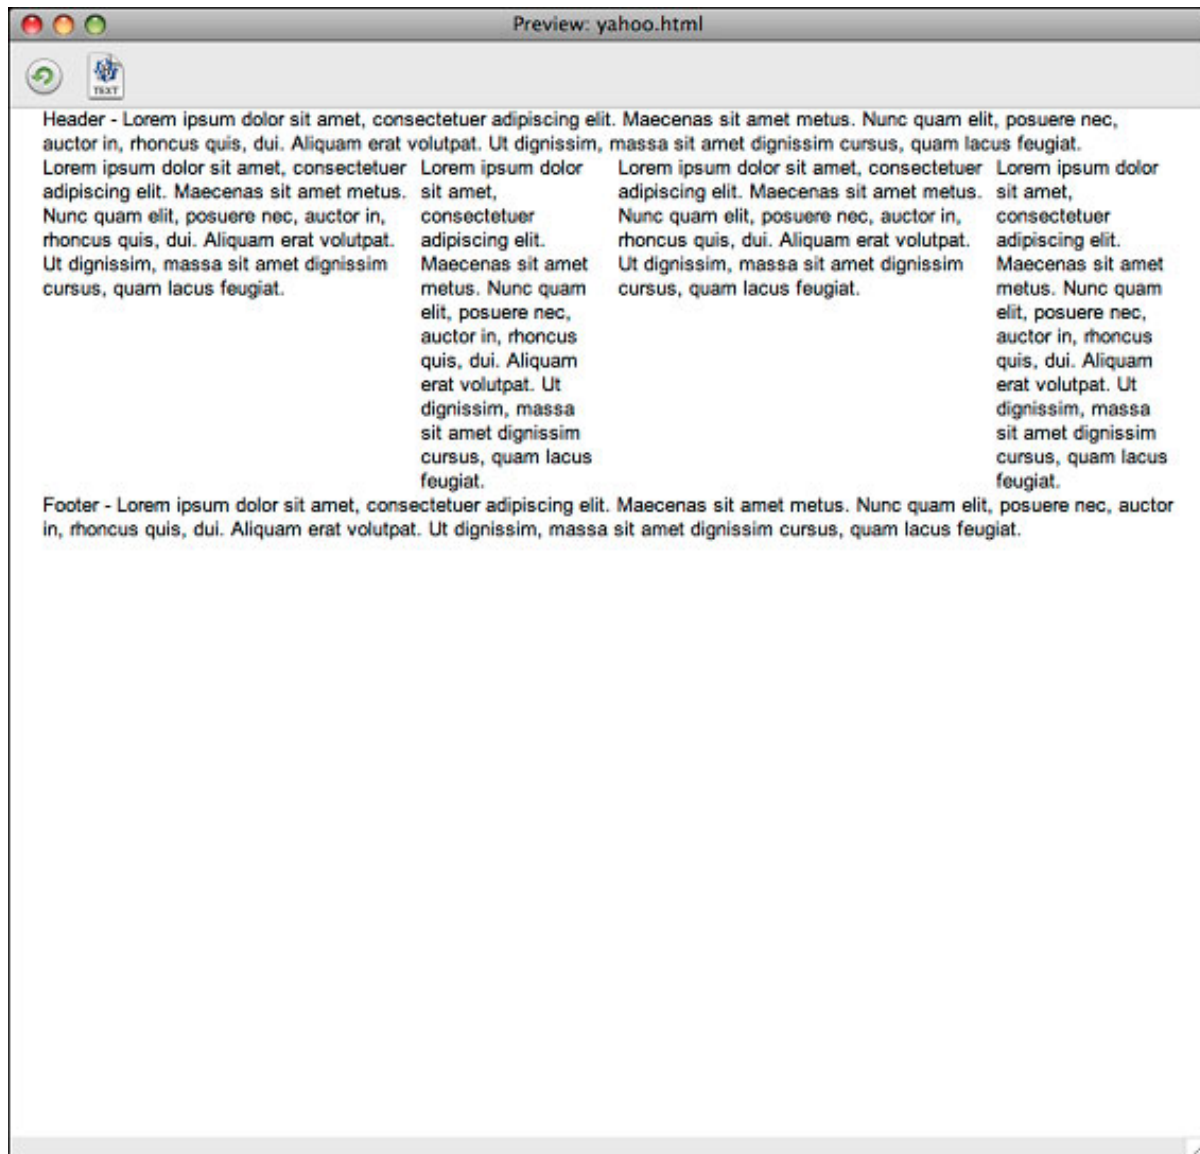 Preview: yahoo.html
TEXT
Header - Lorem ipsum dolor sit amet, consectetuer adipiscing elit. Maecenas sit amet metus. Nunc quam elit, posuere nec,
auctor in, rhoncus quis, dui. Aliquam erat volutpat. Ut dignissim, massa sit amet dignissim cursus, quam lacus feugiat.
Lorem ipsum dolor sit amet, consectetuer
adipiscing elit. Maecenas sit amet metus.
Nunc quam elit, posuere nec, auctor in,
rhoncus quis, dui. Aliquam erat volutpat.
Ut dignissim, massa sit amet dignissim
cursus, quam lacus feugiat.
Lorem ipsum dolor
sit amet,
consectetuer
adipiscing elit.
Maecenas sit amet
metus. Nunc quam
elit, posuere nec,
auctor in, rhoncus
quis, dui. Aliquam
erat volutpat. Ut
dignissim, massa
sit amet dignissim
cursus, quam lacus
feugiat.
Lorem ipsum dolor sit amet, consectetuer
adipiscing elit. Maecenas sit amet metus.
Nunc quam elit, posuere nec, auctor in,
rhoncus quis, dui. Aliquam erat volutpat.
Ut dignissim, massa sit amet dignissim
cursus, quam lacus feugiat.
Lorem ipsum dolor
sit amet,
consectetuer
adipiscing elit.
Maecenas sit amet
metus. Nunc quam
elit, posuere nec,
auctor in, rhoncus
quis, dui. Aliquam
erat volutpat. Ut
dignissim, massa
sit amet dignissim
cursus, quam lacus
feugiat.
Footer - Lorem ipsum dolor sit amet, consectetuer adipiscing elit. Maecenas sit amet metus. Nunc quam elit, posuere nec, auctor
in, rhoncus quis, dui. Aliquam erat volutpat. Ut dignissim, massa sit amet dignissim cursus, quam lacus feugiat.